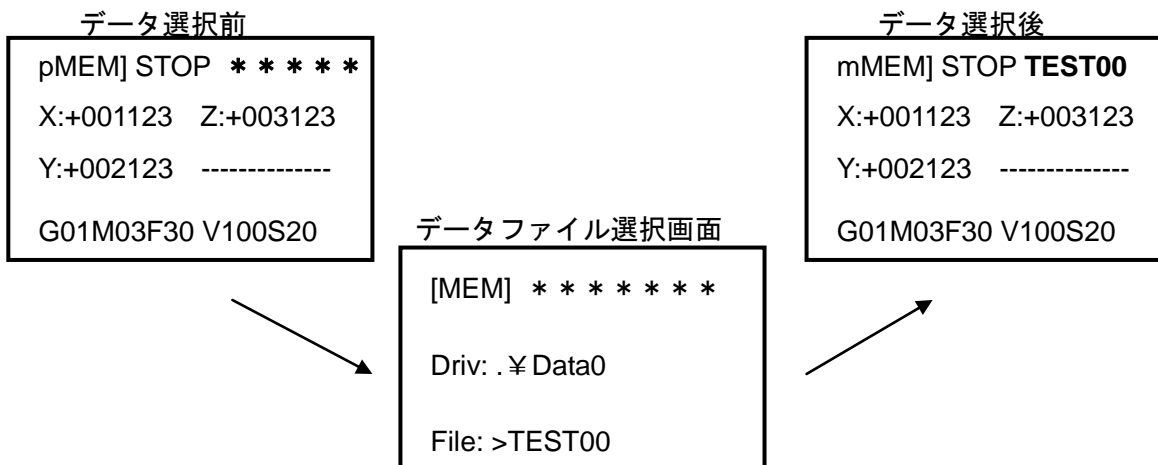 データ選択前
pMEM] STOP ＊＊＊＊＊
X:+001123 Z:+003123
Y:+002123 --------------
G01M03F30 V100S20
データファイル選択画面
[MEM] ＊＊＊＊＊＊＊
Driv: .￥Data0
File: >TEST00
データ選択後
mMEM] STOP TEST00
X:+001123 Z:+003123
Y:+002123 --------------
G01M03F30 V100S20